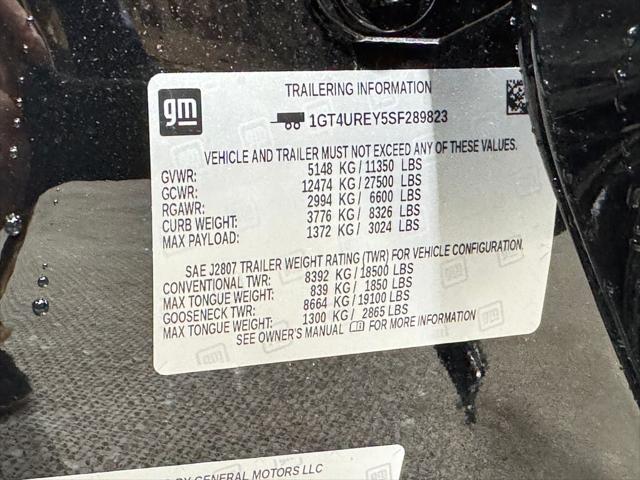 gm
TRAILERING INFORMATION
1GT4UREY5SF289823
VEHICLE AND TRAILER MUST NOT EXCEED ANY OF THESE VALUES.
GVWR: 5148 KG/ 11350 LBS
GCWR: 12474 KG/ 27500 LBS
RGAWR: 2994 KG/ 6600 LBS
CURB WEIGHT: 3776 KG/ 8326 LBS
MAX PAYLOAD: 1372 KG/ 3024 LBS
SAE J2807 TRAILER WEIGHT RATING (TWR) FOR VEHICLE CONFIGURATION.
CONVENTIONAL TWR: 8392 KG/ 18500 LBS
MAX TONGUE WEIGHT: 839 KG/ 1850 LBS
GOOSENECK TWR: 8664 KG/ 19100 LBS
MAX TONGUE WEIGHT: 1300 KG/ 2865 LBS
SEE OWNER'S MANUAL FOR MORE INFORMATION
BY GENERAL MOTORS LLC